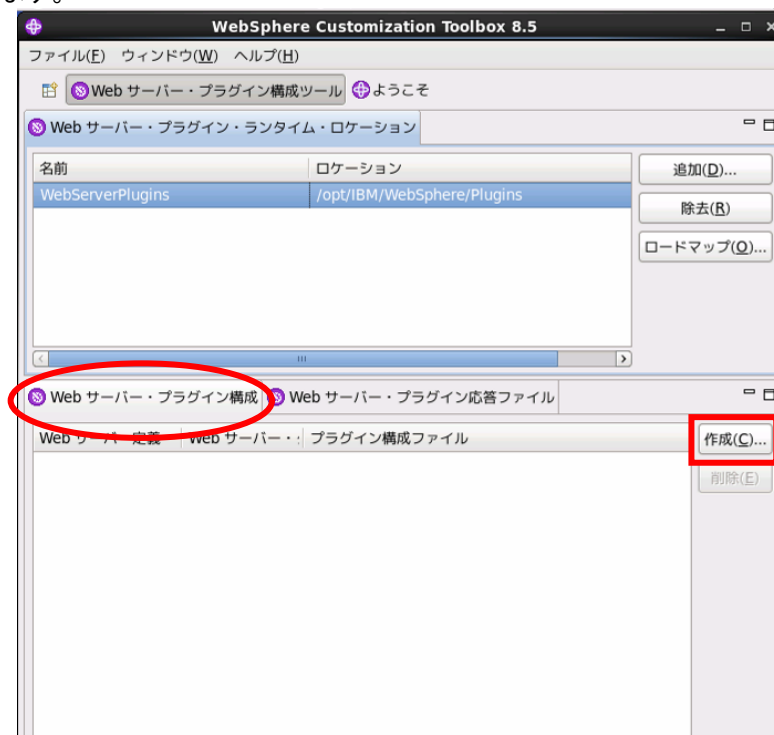 ます。
WebSphere Customization Toolbox 8.5
ファイル(F) ウィンドウ(W) ヘルプ(H)
Web サーバー・プラグイン構成ツール ようこそ
Web サーバー・プラグイン・ランタイム・ロケーション
名前 ロケーション
追加(D)...
WebServerPlugins /opt/IBM/WebSphere/Plugins
除去(R)
ロードマップ(O)...
Web サーバー・プラグイン構成 Web サーバー・プラグイン応答ファイル
Web サーバー定義 Web サーバー・ プラグイン構成ファイル
作成(C)...
削除(E)